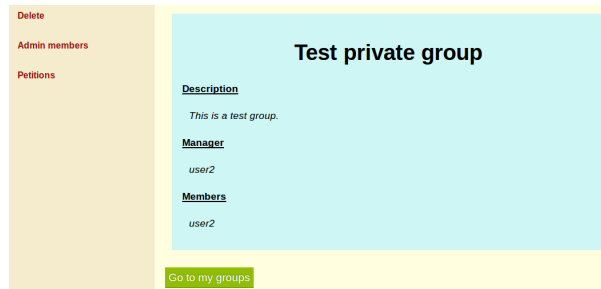 Delete
Admin members
Petitions
Test private group
Description
This is a test group.
Manager
user2
Members
user2
Go to my groups